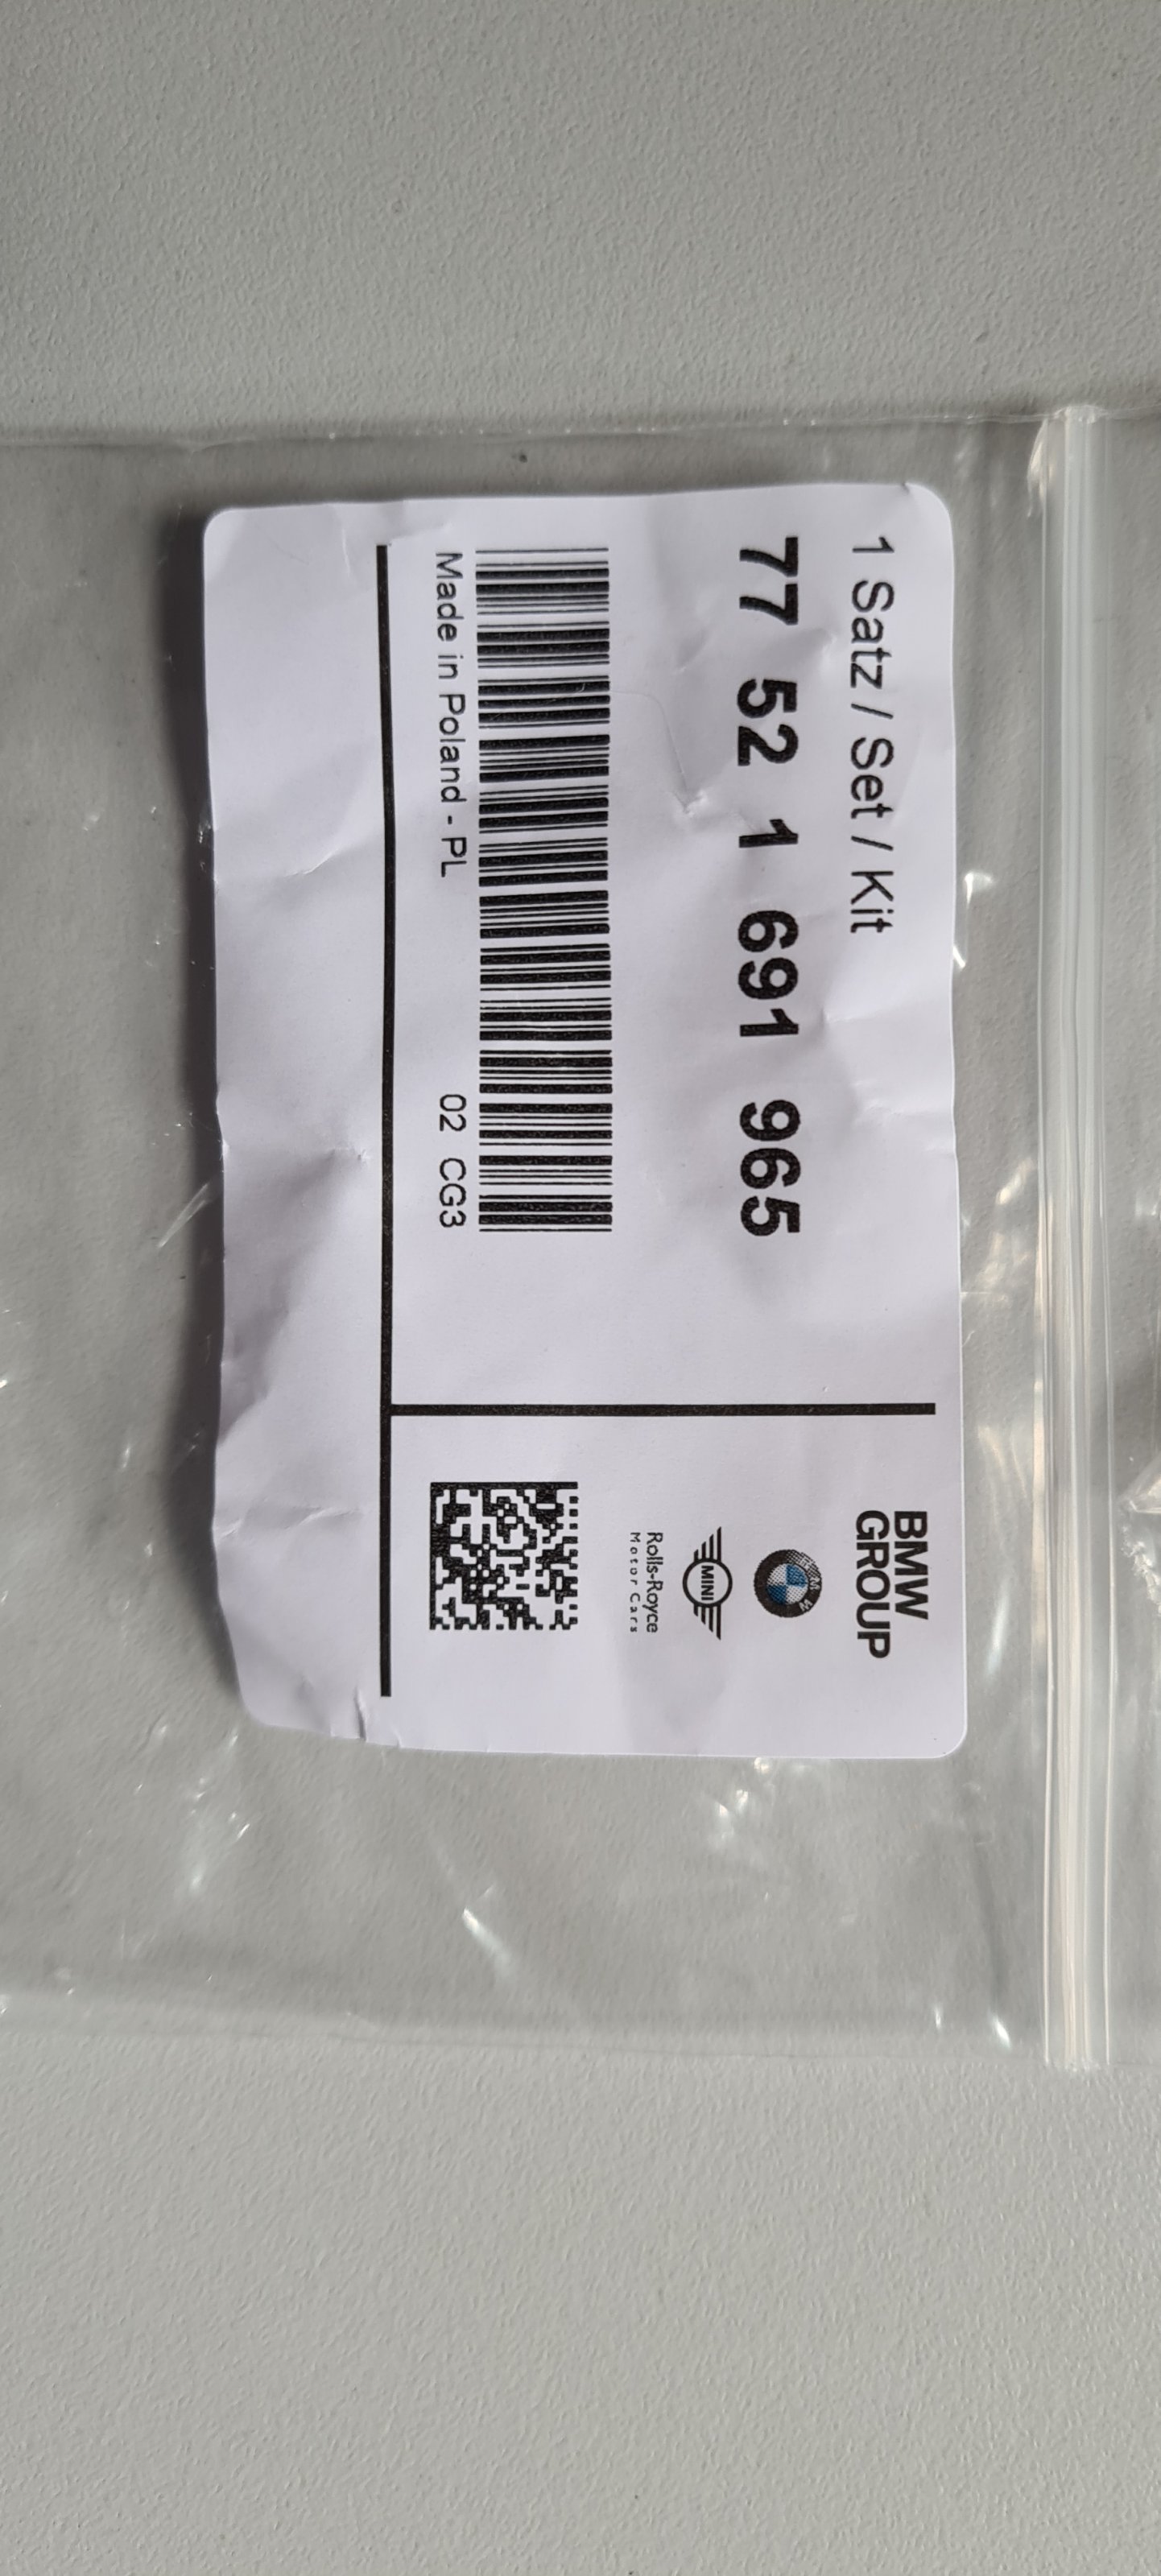 1 Satz / Set / Kit
77 52 1 691 965
Made in Poland - PL
02 CG3
BMW
GROUP
MINI
Rolls-Royce
Motor Cars